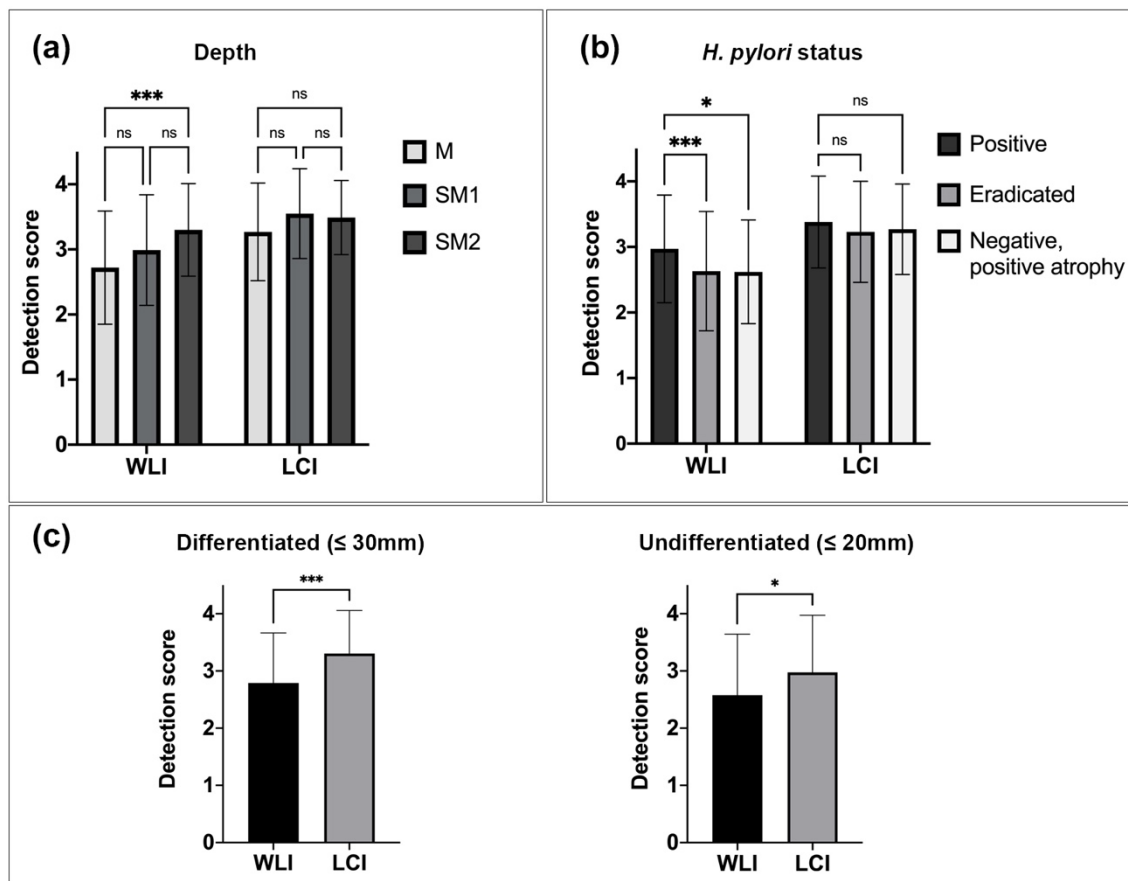 (a)
Depth
***
ns
ns
ns
ns
ns
M
SM1
SM2
Detection score
4
3
2
1
0
WLI
LCI
(b)
H. pylori status
*
***
ns
ns
Positive
Eradicated
Negative,
positive atrophy
Detection score
4
3
2
1
0
WLI
LCI
(c)
Differentiated (≤ 30mm)
***
Detection score
4
3
2
1
0
WLI
LCI
Undifferentiated (≤ 20mm)
*
Detection score
4
3
2
1
0
WLI
LCI